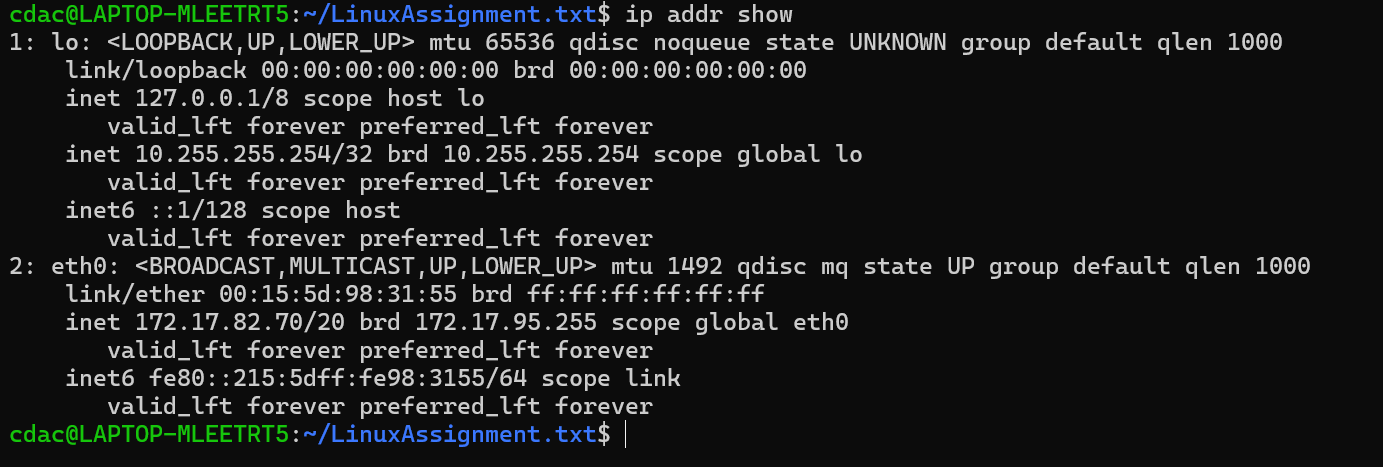 cdac@LAPTOP-MLEETRT5:~/LinuxAssignment.txt$ ip addr show
1: lo: <LOOPBACK,UP,LOWER_UP> mtu 65536 qdisc noqueue state UNKNOWN group default qlen 1000
    link/loopback 00:00:00:00:00:00 brd 00:00:00:00:00:00
    inet 127.0.0.1/8 scope host lo
       valid_lft forever preferred_lft forever
    inet 10.255.255.254/32 brd 10.255.255.254 scope global lo
       valid_lft forever preferred_lft forever
    inet6 ::1/128 scope host
       valid_lft forever preferred_lft forever
2: eth0: <BROADCAST,MULTICAST,UP,LOWER_UP> mtu 1492 qdisc mq state UP group default qlen 1000
    link/ether 00:15:5d:98:31:55 brd ff:ff:ff:ff:ff:ff
    inet 172.17.82.70/20 brd 172.17.95.255 scope global eth0
       valid_lft forever preferred_lft forever
    inet6 fe80::215:5dff:fe98:3155/64 scope link
       valid_lft forever preferred_lft forever
cdac@LAPTOP-MLEETRT5:~/LinuxAssignment.txt$